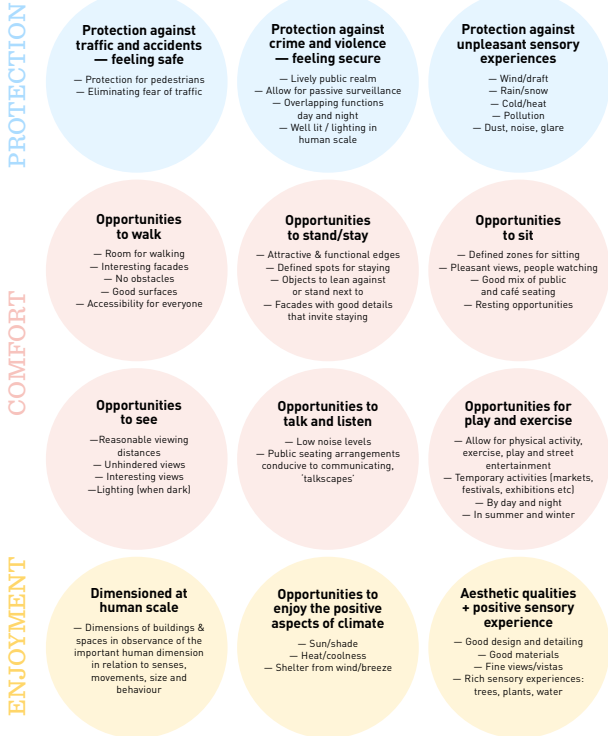 PROTECTION
Protection against
traffic and accidents
— feeling safe
— Protection for pedestrians
— Eliminating fear of traffic
Protection against
crime and violence
— feeling secure
— Lively public realm
— Allow for passive surveillance
— Overlapping functions
day and night
— Well lit / lighting in
human scale
Protection against
unpleasant sensory
experiences
— Wind/draft
— Rain/snow
— Cold/heat
— Pollution
— Dust, noise, glare
COMFORT
Opportunities
to walk
— Room for walking
— Interesting facades
— No obstacles
— Good surfaces
— Accessibility for everyone
Opportunities
to stand/stay
— Attractive & functional edges
— Defined spots for staying
— Objects to lean against
or stand next to
— Facades with good details
that invite staying
Opportunities
to sit
— Defined zones for sitting
— Pleasant views, people watching
— Good mix of public
and café seating
— Resting opportunities
Opportunities
to see
—Reasonable viewing
distances
— Unhindered views
— Interesting views
—Lighting (when dark)
Opportunities to
talk and listen
— Low noise levels
— Public seating arrangements
conducive to communicating,
'talkscapes'
Opportunities for
play and exercise
— Allow for physical activity,
exercise, play and street
entertainment
— Temporary activities (markets,
festivals, exhibitions etc)
— By day and night
— In summer and winter
ENJOYMENT
Dimensioned at
human scale
— Dimensions of buildings &
spaces in observance of the
important human dimension
in relation to senses,
movements, size and
behaviour
Opportunities to
enjoy the positive
aspects of climate
— Sun/shade
— Heat/coolness
— Shelter from wind/breeze
Aesthetic qualities
+ positive sensory
experience
— Good design and detailing
— Good materials
— Fine views/vistas
— Rich sensory experiences:
trees, plants, water